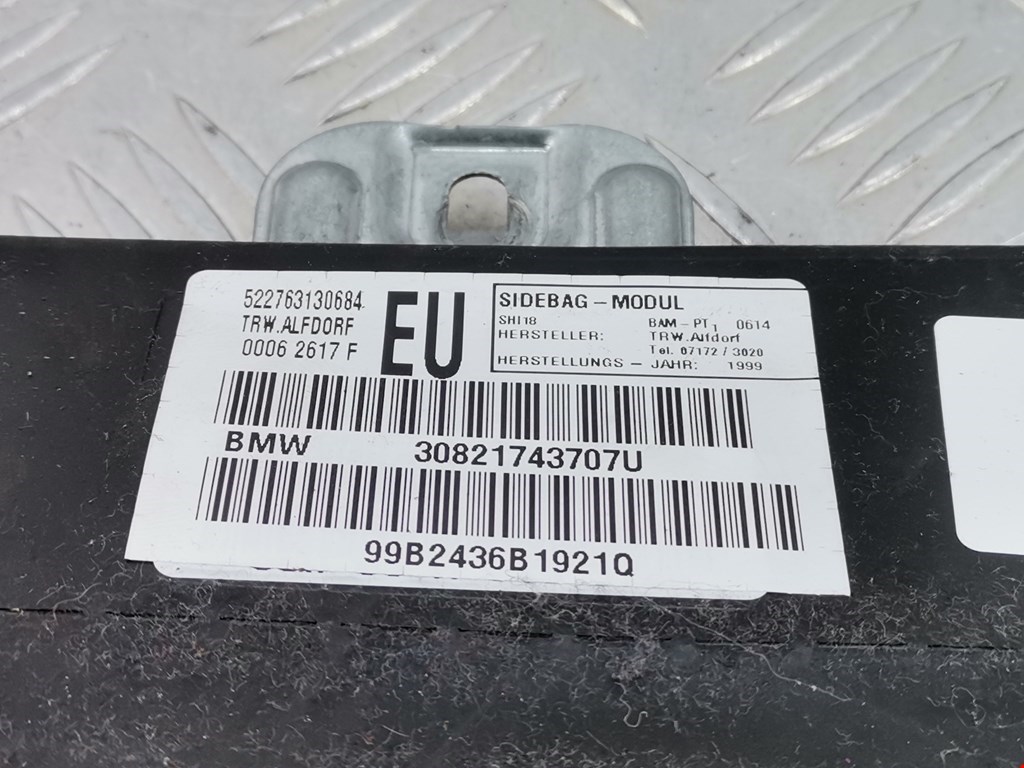 522763130684
TRW.ALFDORF
0006 2617 F
EU
SIDEBAG - MODUL
SHI18 BAM - PT1 0614
HERSTELLER: TRW.Alfdorf
Tel. 07172 / 3020
HERSTELLUNGS - JAHR: 1999
BMW 30821743707U
99B2436B1921Q